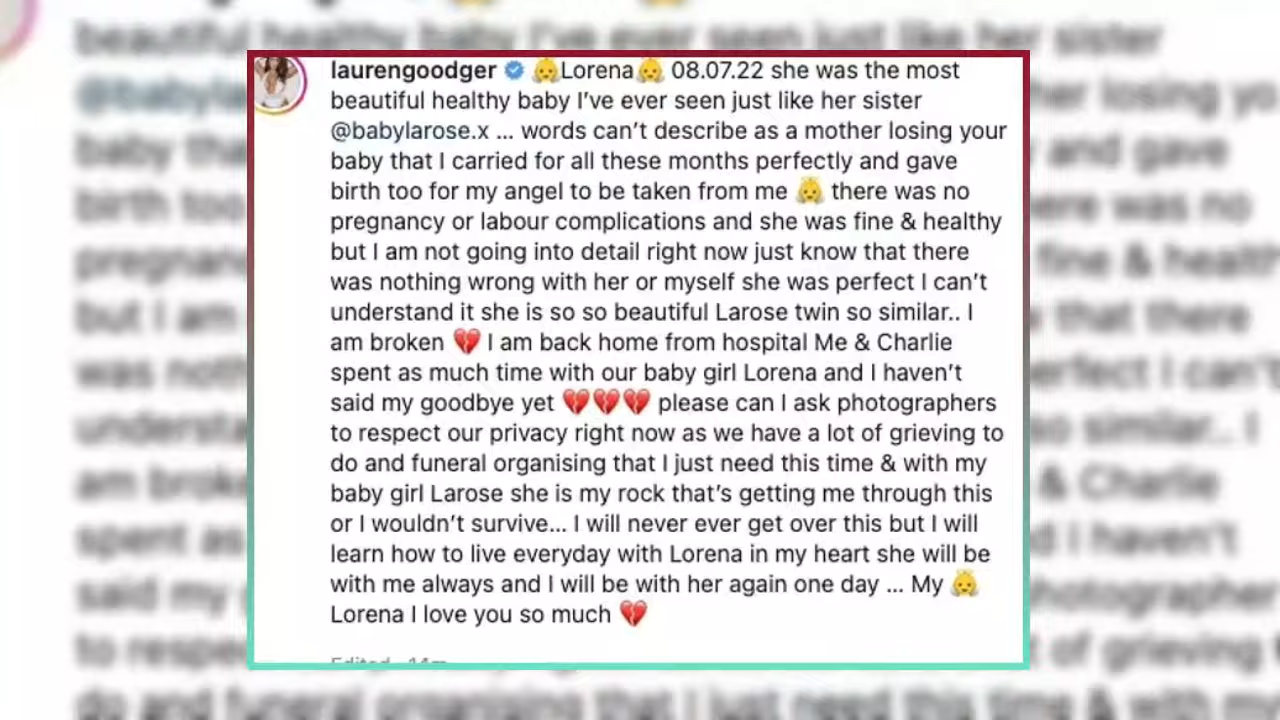 laurengoodger 👼Lorena👼 08.07.22 she was the most
beautiful healthy baby I've ever seen just like her sister
@babylarose.x ... words can't describe as a mother losing your
baby that I carried for all these months perfectly and gave
birth too for my angel to be taken from me 👼 there was no
pregnancy or labour complications and she was fine & healthy
but I am not going into detail right now just know that there
was nothing wrong with her or myself she was perfect I can't
understand it she is so so beautiful Larose twin so similar.. I
am broken 💔 I am back home from hospital Me & Charlie
spent as much time with our baby girl Lorena and I haven't
said my goodbye yet 💔💔💔 please can I ask photographers
to respect our privacy right now as we have a lot of grieving to
do and funeral organising that I just need this time & with my
baby girl Larose she is my rock that's getting me through this
or I wouldn't survive... I will never ever get over this but I will
learn how to live everyday with Lorena in my heart she will be
with me always and I will be with her again one day ... My 👼
Lorena I love you so much 💔